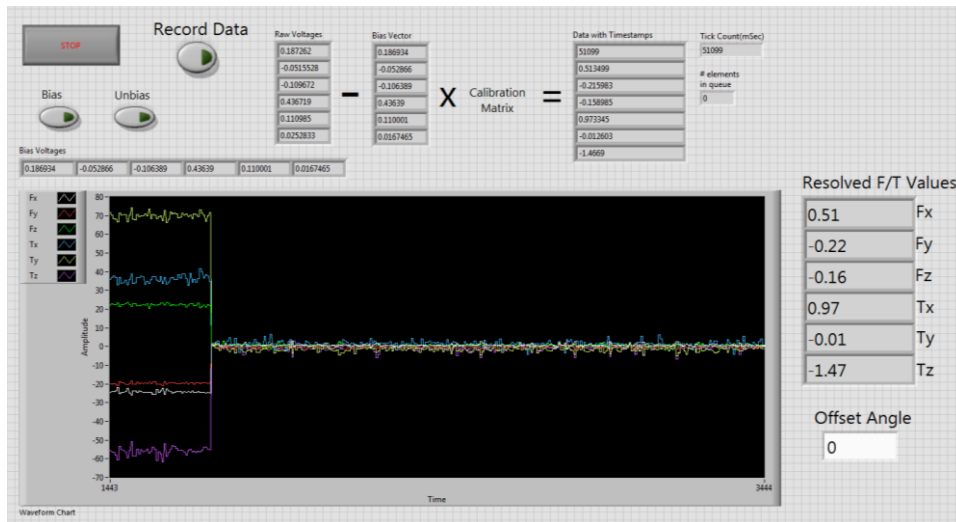 STOP
Record Data
Bias
Unbias
Raw Voltages
0.187262
-0.0515528
-0.109672
0.436719
0.110985
0.0252833
-
Bias Vector
0.186934
-0.052866
-0.106389
0.43639
0.110001
0.0167465
X
Calibration
Matrix
=
Data with Timestamps
51099
0.513499
-0.215983
-0.158985
0.973345
-0.012603
-1.4669
Tick Count(mSec)
51099
# elements
in queue
0
Bias Voltages
0.186934 -0.052866 -0.106389 0.43639 0.110001 0.0167465
Fx
Fy
Fz
Tx
Ty
Tz
Amplitude
80
70
60
50
40
30
20
10
0
-10
-20
-30
-40
-50
-60
-70
1443
3444
Time
Waveform Chart
Resolved F/T Values
0.51 Fx
-0.22 Fy
-0.16 Fz
0.97 Tx
-0.01 Ty
-1.47 Tz
Offset Angle
0